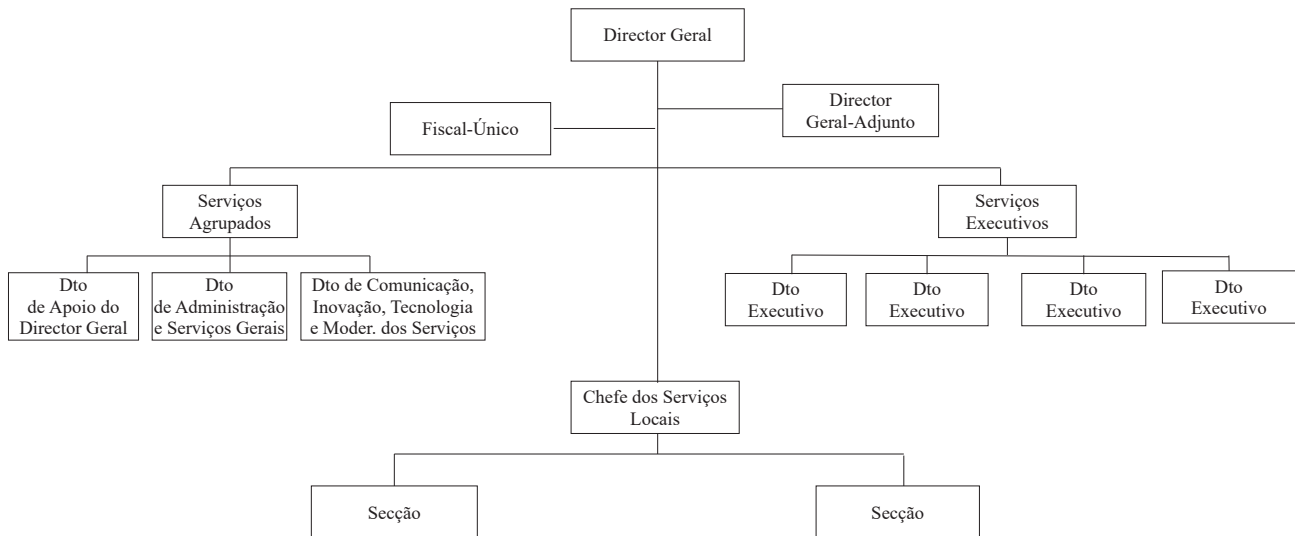 Director Geral
Director
Geral-Adjunto
Fiscal-Único
Serviços
Agrupados
Serviços
Executivos
Dto
de Apoio do
Director Geral
Dto
de Administração
e Serviços Gerais
Dto de Comunicação,
Inovação, Tecnologia
e Moder. dos Serviços
Dto
Executivo
Dto
Executivo
Dto
Executivo
Dto
Executivo
Chefe dos Serviços
Locais
Secção
Secção